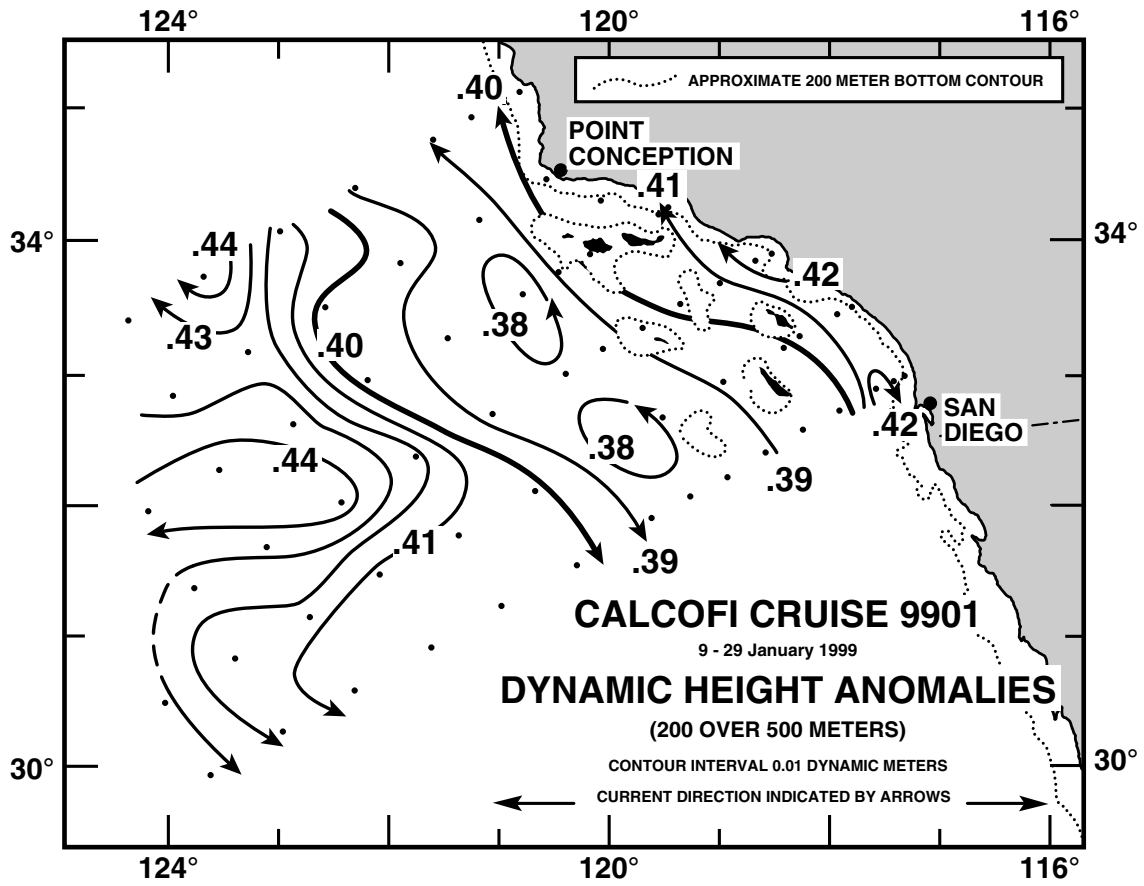 124° 120° 116°
APPROXIMATE 200 METER BOTTOM CONTOUR
.40
POINT
CONCEPTION
.41
34° 34°
.44
.42
.43
.38
.40
SAN
DIEGO
.42
.38
.44
.39
.41
.39
CALCOFI CRUISE 9901
9 - 29 January 1999
DYNAMIC HEIGHT ANOMALIES
(200 OVER 500 METERS)
30° 30°
CONTOUR INTERVAL 0.01 DYNAMIC METERS
CURRENT DIRECTION INDICATED BY ARROWS
124° 120° 116°